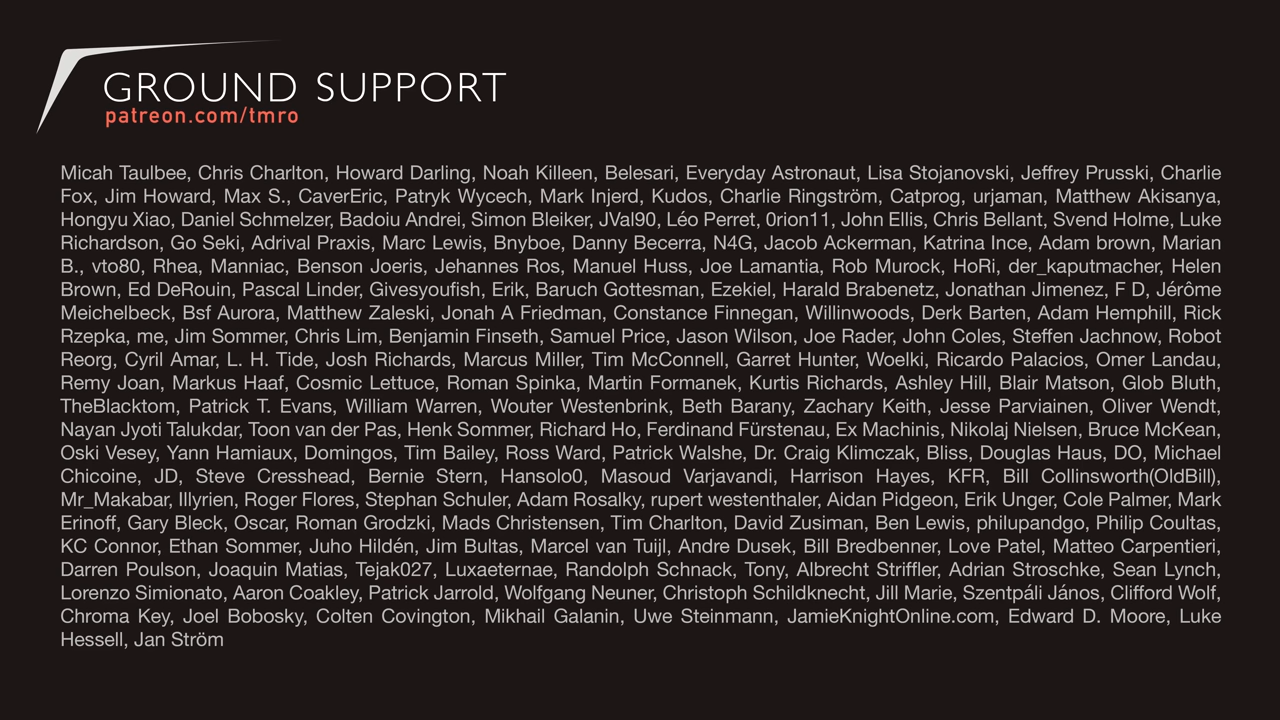 GROUND SUPPORT
patreon.com/tmro
Micah Taulbee, Chris Charlton, Howard Darling, Noah Killeen, Belesari, Everyday Astronaut, Lisa Stojanovski, Jeffrey Prusski, Charlie
Fox, Jim Howard, Max S., CaverEric, Patryk Wycech, Mark Injerd, Kudos, Charlie Ringström, Catprog, urjaman, Matthew Akisanya,
Hongyu Xiao, Daniel Schmelzer, Badoiu Andrei, Simon Bleiker, JVal90, Léo Perret, 0rion11, John Ellis, Chris Bellant, Svend Holme, Luke
Richardson, Go Seki, Adrival Praxis, Marc Lewis, Bnyboe, Danny Becerra, N4G, Jacob Ackerman, Katrina Ince, Adam brown, Marian
B., vto80, Rhea, Manniac, Benson Joeris, Jehannes Ros, Manuel Huss, Joe Lamantia, Rob Murock, HoRi, der_kaputmacher, Helen
Brown, Ed DeRouin, Pascal Linder, Givesyoufish, Erik, Baruch Gottesman, Ezekiel, Harald Brabenetz, Jonathan Jimenez, F D, Jérôme
Meichelbeck, Bsf Aurora, Matthew Zaleski, Jonah A Friedman, Constance Finnegan, Willinwoods, Derk Barten, Adam Hemphill, Rick
Rzepka, me, Jim Sommer, Chris Lim, Benjamin Finseth, Samuel Price, Jason Wilson, Joe Rader, John Coles, Steffen Jachnow, Robot
Reorg, Cyril Amar, L. H. Tide, Josh Richards, Marcus Miller, Tim McConnell, Garret Hunter, Woelki, Ricardo Palacios, Omer Landau,
Remy Joan, Markus Haaf, Cosmic Lettuce, Roman Spinka, Martin Formanek, Kurtis Richards, Ashley Hill, Blair Matson, Glob Bluth,
TheBlacktom, Patrick T. Evans, William Warren, Wouter Westenbrink, Beth Barany, Zachary Keith, Jesse Parviainen, Oliver Wendt,
Nayan Jyoti Talukdar, Toon van der Pas, Henk Sommer, Richard Ho, Ferdinand Fürstenau, Ex Machinis, Nikolaj Nielsen, Bruce McKean,
Oski Vesey, Yann Hamiaux, Domingos, Tim Bailey, Ross Ward, Patrick Walshe, Dr. Craig Klimczak, Bliss, Douglas Haus, DO, Michael
Chicoine, JD, Steve Cresshead, Bernie Stern, Hansolo0, Masoud Varjavandi, Harrison Hayes, KFR, Bill Collinsworth(OldBill),
Mr_Makabar, Illyrien, Roger Flores, Stephan Schuler, Adam Rosalky, rupert westenthaler, Aidan Pidgeon, Erik Unger, Cole Palmer, Mark
Erinoff, Gary Bleck, Oscar, Roman Grodzki, Mads Christensen, Tim Charlton, David Zusiman, Ben Lewis, philupandgo, Philip Coultas,
KC Connor, Ethan Sommer, Juho Hildén, Jim Bultas, Marcel van Tuijl, Andre Dusek, Bill Bredbenner, Love Patel, Matteo Carpentieri,
Darren Poulson, Joaquin Matias, Tejak027, Luxaeternae, Randolph Schnack, Tony, Albrecht Striffler, Adrian Stroschke, Sean Lynch,
Lorenzo Simionato, Aaron Coakley, Patrick Jarrold, Wolfgang Neuner, Christoph Schildknecht, Jill Marie, Szentpáli János, Clifford Wolf,
Chroma Key, Joel Bobosky, Colten Covington, Mikhail Galanin, Uwe Steinmann, JamieKnightOnline.com, Edward D. Moore, Luke
Hessell, Jan Ström